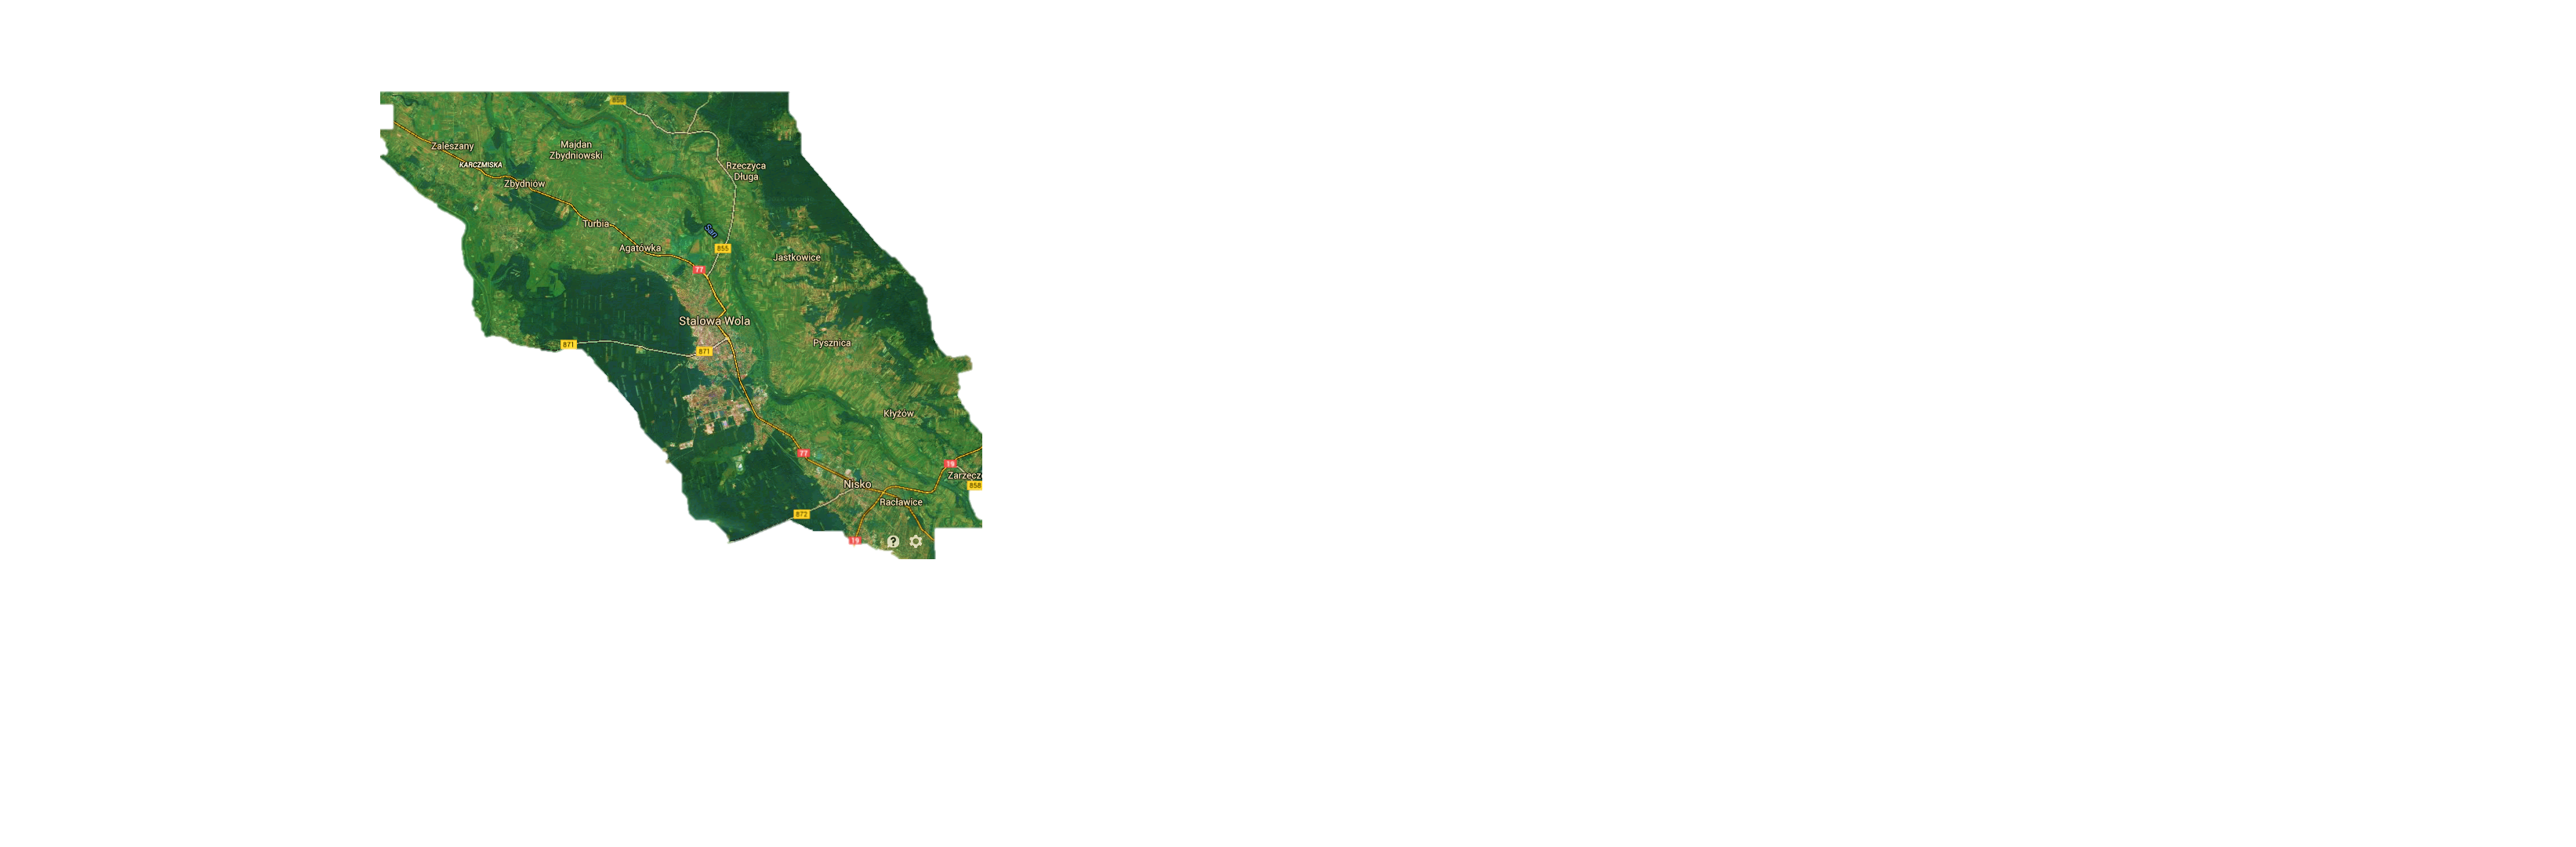 Zaleszany
Majdan
Zbydniowski
KARCZMISKA
Rzeczyca
Długa
Zbydniów
Turbia
San
Agatówka
855
Jastkowice
77
Stalowa Wola
871
871
Pysznica
Kłyżów
77
19
Zarzecz
858
Nisko
Racławice
872
19
?